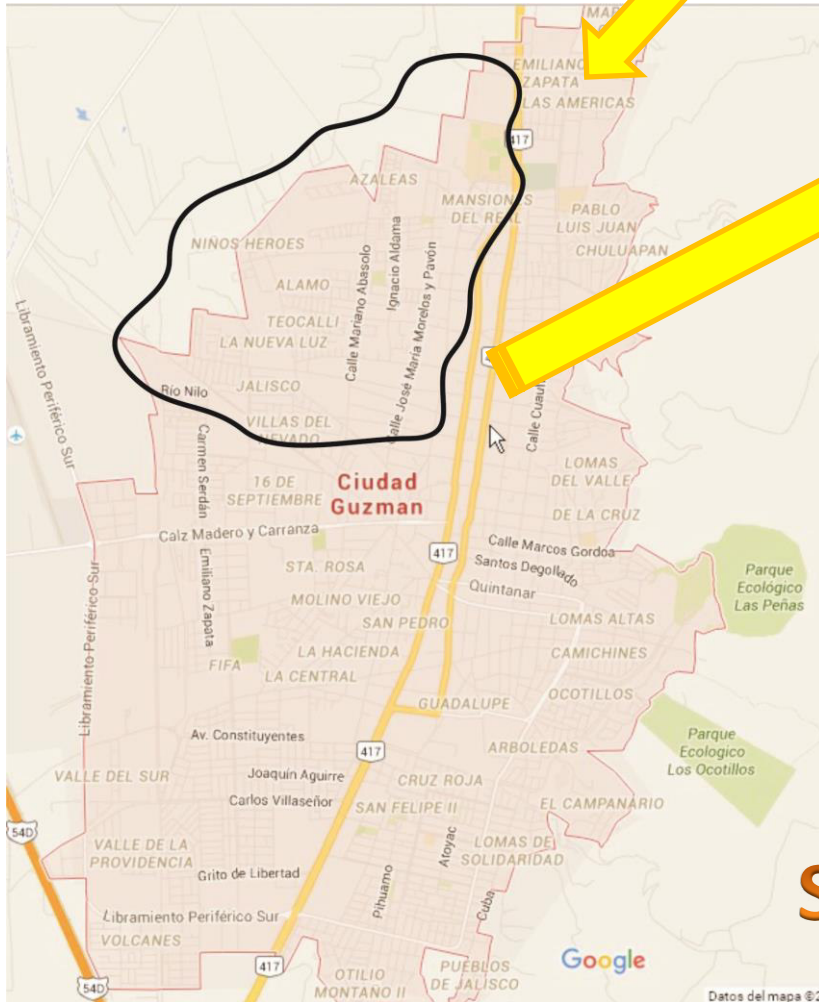 MAR
EMILIANO
ZAPATA
LAS AMERICAS
417
AZALEAS
MANSIONES
DEL REAL
PABLO
LUIS JUAN
CHULUAPAN
NIÑOS HEROES
Calle Mariano Abasolo
Ignacio Aldama
Calle José María Morelos y Pavón
ALAMO
TEOCALLI
LA NUEVA LUZ
Libramiento Periférico Sur
Río Nilo
JALISCO
VILLAS DEL
NEVADO
Calle Cuaut
Carmen Serdán
16 DE
SEPTIEMBRE
Ciudad
Guzman
LOMAS
DEL VALLE
DE LA CRUZ
Calz Madero y Carranza
417
Calle Marcos Gordoa
Santos Degollado
Quintanar
Emiliano Zapata
STA. ROSA
MOLINO VIEJO
SAN PEDRO
LOMAS ALTAS
Parque
Ecológico
Las Peñas
Libramiento Periférico Sur
FIFA
LA HACIENDA
LA CENTRAL
CAMICHINES
OCOTILLOS
GUADALUPE
Av. Constituyentes
417
ARBOLEDAS
Parque
Ecologico
Los Ocotillos
VALLE DEL SUR
Joaquín Aguirre
CRUZ ROJA
Carlos Villaseñor
SAN FELIPE II
EL CAMPANARIO
54D
VALLE DE LA
PROVIDENCIA
Atoyac
LOMAS DE
SOLIDARIDAD
Grito de Libertad
Pihuamo
Cuba
S
Libramiento Periférico Sur
VOLCANES
417
OTILIO
MONTAÑO II
PUEBLOS
DE JALISCO
Google
54D
Datos del mapa ©2